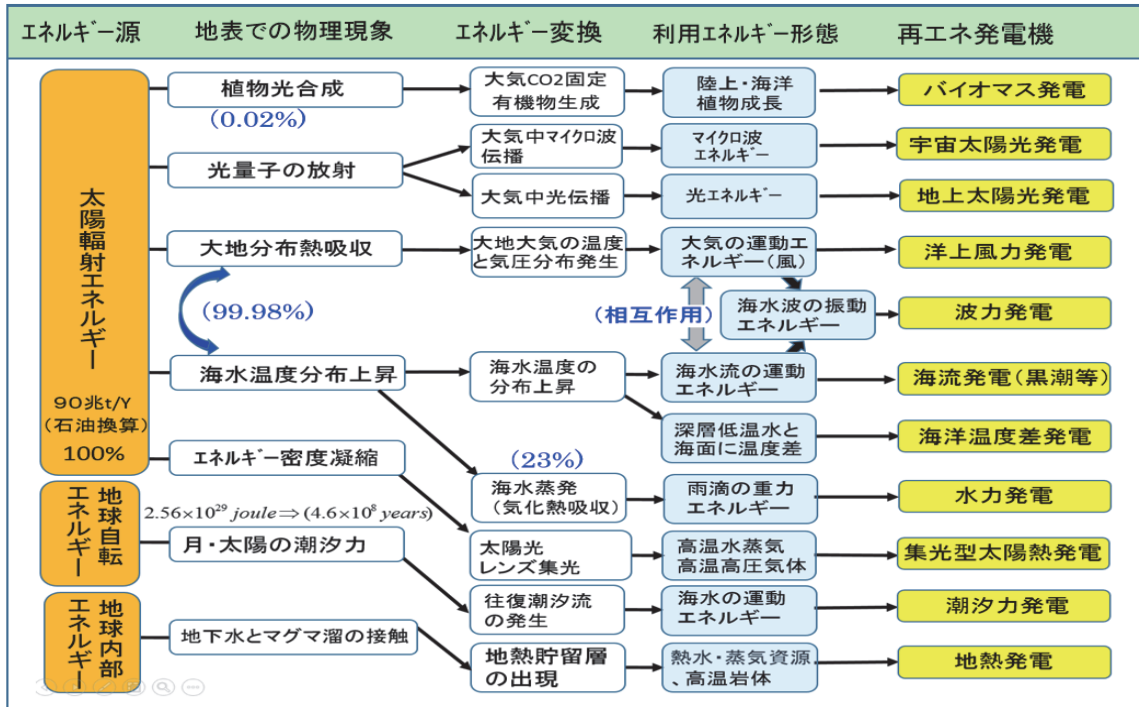 エネルギー源
地表での物理現象
エネルギー変換
利用エネルギー形態
再エネ発電機
太陽輻射エネルギー
90兆t/Y
(石油換算)
100%
地球自転
エネルギー
地球内部
エネルギー
植物光合成
(0.02%)
光量子の放射
大地分布熱吸収
(99.98%)
海水温度分布上昇
エネルギー密度凝縮
2.56×10²⁹ joule⇒(4.6×10⁸ years)
月・太陽の潮汐力
地下水とマグマ溜の接触
大気CO2固定
有機物生成
大気中マイクロ波
伝播
大気中光伝播
大地大気の温度
と気圧分布発生
海水温度の
分布上昇
(23%)
海水蒸発
(気化熱吸収)
太陽光
レンズ集光
往復潮汐流
の発生
地熱貯留層
の出現
陸上・海洋
植物成長
マイクロ波
エネルギー
光エネルギー
大気の運動エ
ネルギー(風)
(相互作用)
海水波の振動
エネルギー
海水流の運動
エネルギー
深層低温水と
海面に温度差
雨滴の重力
エネルギー
高温水蒸気
高温高圧気体
海水の運動
エネルギー
熱水・蒸気資源
、高温岩体
バイオマス発電
宇宙太陽光発電
地上太陽光発電
洋上風力発電
波力発電
海流発電(黒潮等)
海洋温度差発電
水力発電
集光型太陽熱発電
潮汐力発電
地熱発電